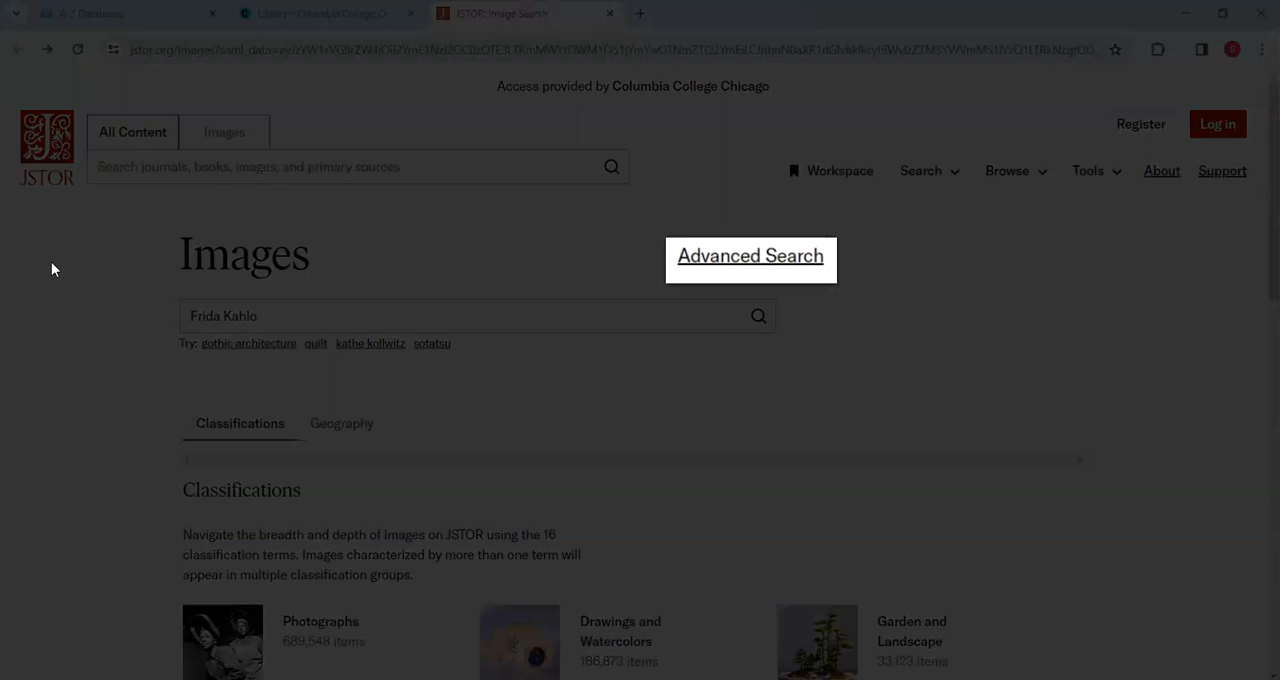 A-Z Databases
Library - Columbia College C
JSTOR: Image Search
Access provided by Columbia College Chicago
JSTOR
All Content
Images
Register
Log in
Search journals, books, images, and primary sources
Workspace
Search
Browse
Tools
About
Support
Images
Advanced Search
Frida Kahlo
Try: gothic architecture quilt kathe kollwitz sotatsu
Classifications
Geography
Classifications
Navigate the breadth and depth of images on JSTOR using the 16
classification terms. Images characterized by more than one term will
appear in multiple classification groups.
Photographs
689,548 items
Drawings and
Watercolors
186,873 items
Garden and
Landscape
33,123 items